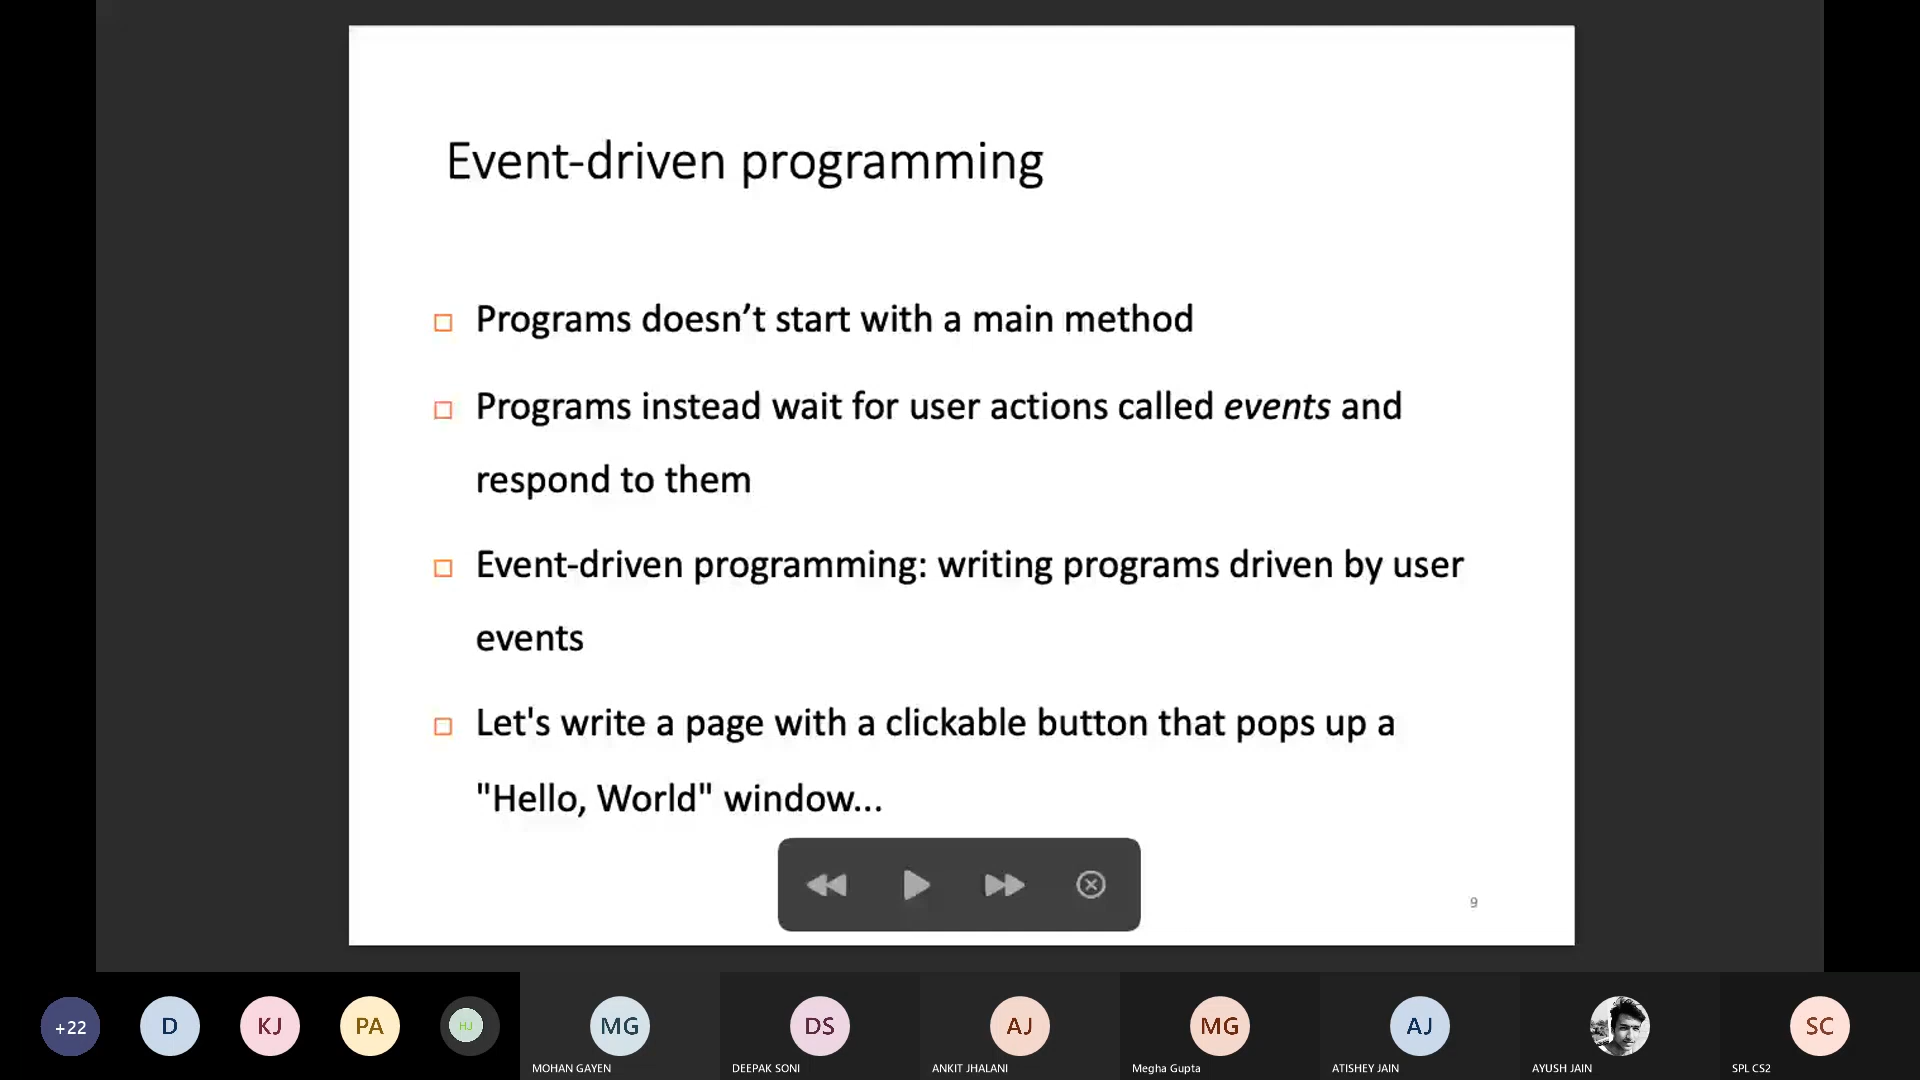 Event-driven programming
Programs doesn’t start with a main method
Programs instead wait for user actions called events and
respond to them
Event-driven programming: writing programs driven by user
events
Let's write a page with a clickable button that pops up a
"Hello, World" window...
9
+22
D
KJ
PA
HJ
MG
DS
AJ
MG
AJ
SC
MOHAN GAYEN
DEEPAK SONI
ANKIT JHALANI
Megha Gupta
ATISHEY JAIN
AYUSH JAIN
SPL CS2